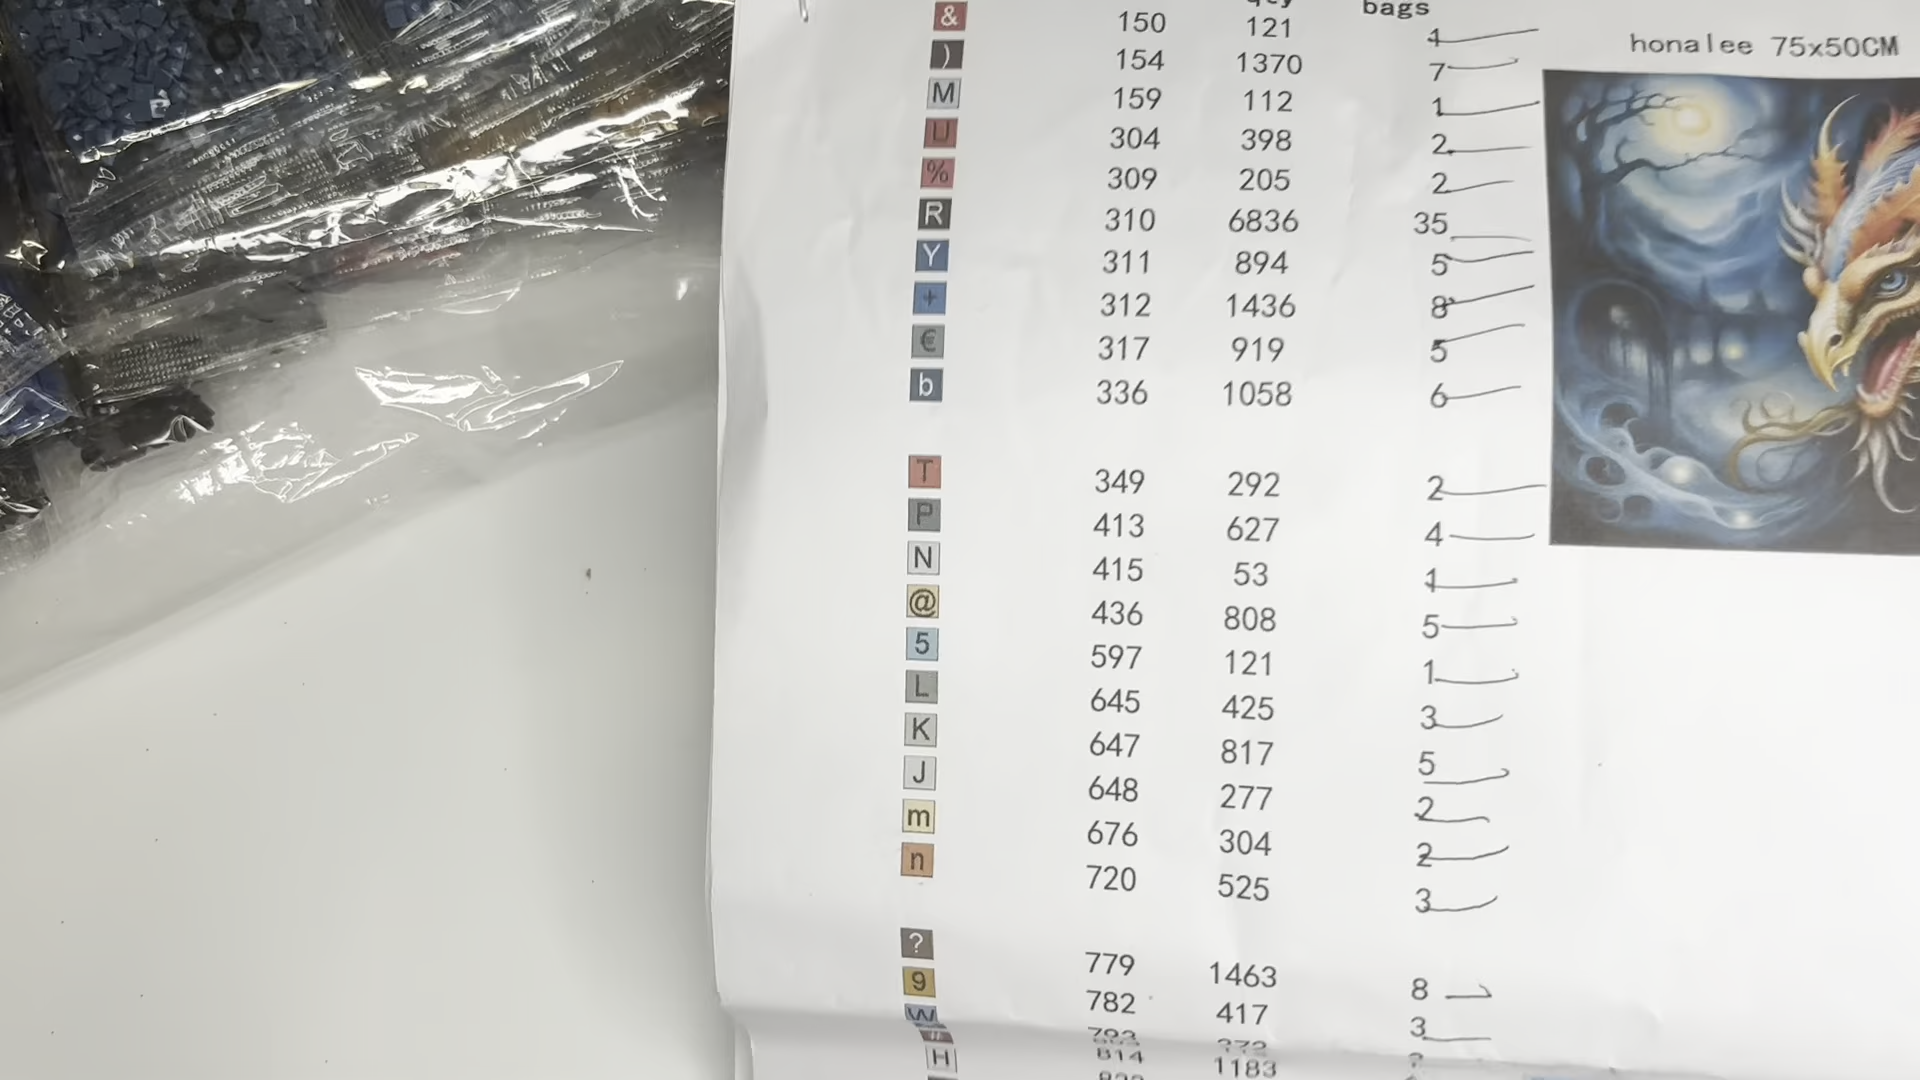 bags
honalee 75x50CM
& 150 121 1
) 154 1370 7
M 159 112 1
U 304 398 2
% 309 205 2
R 310 6836 35
Y 311 894 5
+ 312 1436 8
€ 317 919 5
b 336 1058 6
T 349 292 2
P 413 627 4
N 415 53 1
@ 436 808 5
5 597 121 1
L 645 425 3
K 647 817 5
J 648 277 2
m 676 304 2
n 720 525 3
? 779 1463 8
9 782 417 3
W
H 814 1183